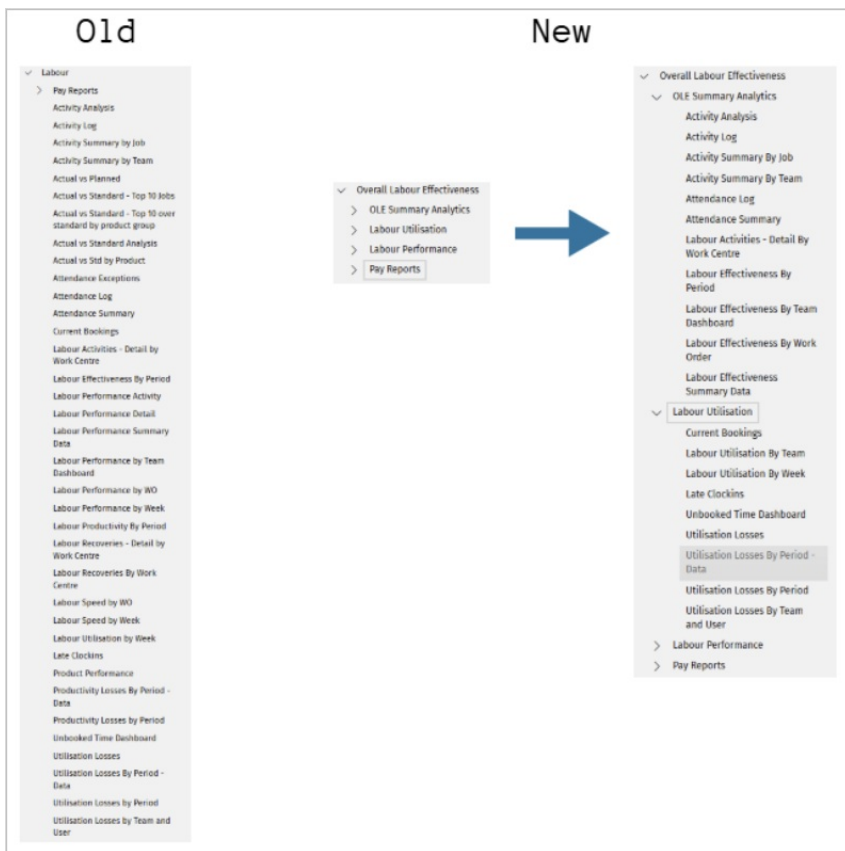 Old
New
Labour
Pay Reports
Activity Analysis
Activity Log
Activity Summary by Job
Activity Summary by Team
Actual vs Planned
Actual vs Standard - Top 10 Jobs
Actual vs Standard - Top 10 over
standard by product group
Actual vs Standard Analysis
Actual vs Std by Product
Attendance Exceptions
Attendance Log
Attendance Summary
Current Bookings
Labour Activities - Detail by
Work Centre
Labour Effectiveness By Period
Labour Performance Activity
Labour Performance Detail
Labour Performance Summary
Data
Labour Performance by Team
Dashboard
Labour Performance by WO
Labour Performance by Week
Labour Productivity By Period
Labour Recoveries - Detail by
Work Centre
Labour Recoveries By Work
Centre
Labour Speed by WO
Labour Speed by Week
Labour Utilisation by Week
Late Clockins
Product Performance
Productivity Losses By Period -
Data
Productivity Losses by Period
Unbooked Time Dashboard
Utilisation Losses
Utilisation Losses By Period -
Data
Utilisation Losses by Period
Utilisation Losses by Team and
User
Overall Labour Effectiveness
OLE Summary Analytics
Labour Utilisation
Labour Performance
Pay Reports
Overall Labour Effectiveness
OLE Summary Analytics
Activity Analysis
Activity Log
Activity Summary By Job
Activity Summary By Team
Attendance Log
Attendance Summary
Labour Activities - Detail By
Work Centre
Labour Effectiveness By
Period
Labour Effectiveness By Team
Dashboard
Labour Effectiveness By Work
Order
Labour Effectiveness
Summary Data
Labour Utilisation
Current Bookings
Labour Utilisation By Team
Labour Utilisation By Week
Late Clockins
Unbooked Time Dashboard
Utilisation Losses
Utilisation Losses By Period -
Data
Utilisation Losses By Period
Utilisation Losses By Team
and User
Labour Performance
Pay Reports